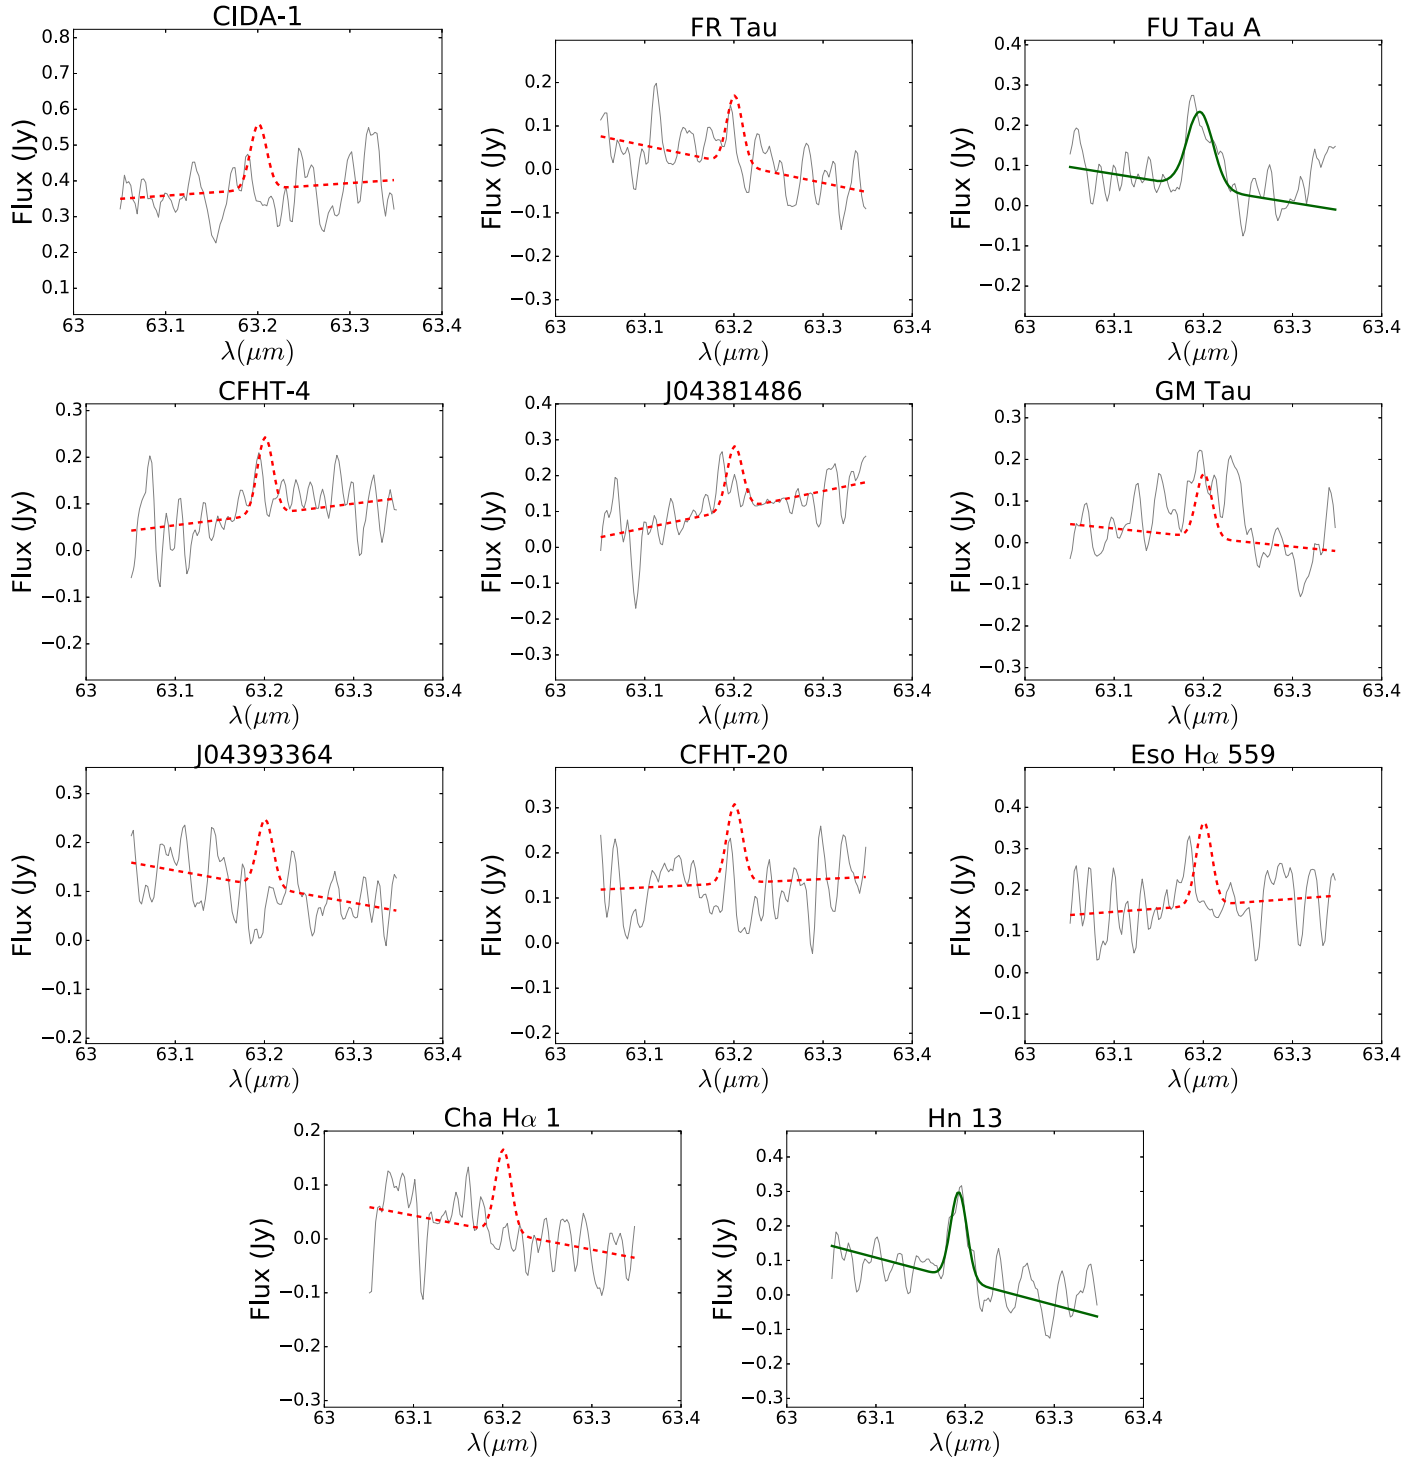 CIDA-1
FR Tau
FU Tau A
0.8
0.7
0.6
0.5
0.4
0.3
0.2
0.1
Flux (Jy)
63 63.1 63.2 63.3 63.4
λ(μm)
0.2
0.1
0.0
−0.1
−0.2
−0.3
Flux (Jy)
63 63.1 63.2 63.3 63.4
λ(μm)
0.4
0.3
0.2
0.1
0.0
−0.1
−0.2
Flux (Jy)
63 63.1 63.2 63.3 63.4
λ(μm)
CFHT-4
J04381486
GM Tau
0.3
0.2
0.1
0.0
−0.1
−0.2
Flux (Jy)
63 63.1 63.2 63.3 63.4
λ(μm)
0.4
0.3
0.2
0.1
0.0
−0.1
−0.2
−0.3
Flux (Jy)
63 63.1 63.2 63.3 63.4
λ(μm)
0.3
0.2
0.1
0.0
−0.1
−0.2
−0.3
Flux (Jy)
63 63.1 63.2 63.3 63.4
λ(μm)
J04393364
CFHT-20
Eso Hα 559
0.3
0.2
0.1
0.0
−0.1
−0.2
Flux (Jy)
63 63.1 63.2 63.3 63.4
λ(μm)
0.3
0.2
0.1
0.0
−0.1
−0.2
Flux (Jy)
63 63.1 63.2 63.3 63.4
λ(μm)
0.4
0.3
0.2
0.1
0.0
−0.1
Flux (Jy)
63 63.1 63.2 63.3 63.4
λ(μm)
Cha Hα 1
Hn 13
0.2
0.1
0.0
−0.1
−0.2
−0.3
Flux (Jy)
63 63.1 63.2 63.3 63.4
λ(μm)
0.4
0.3
0.2
0.1
0.0
−0.1
−0.2
−0.3
Flux (Jy)
63 63.1 63.2 63.3 63.4
λ(μm)